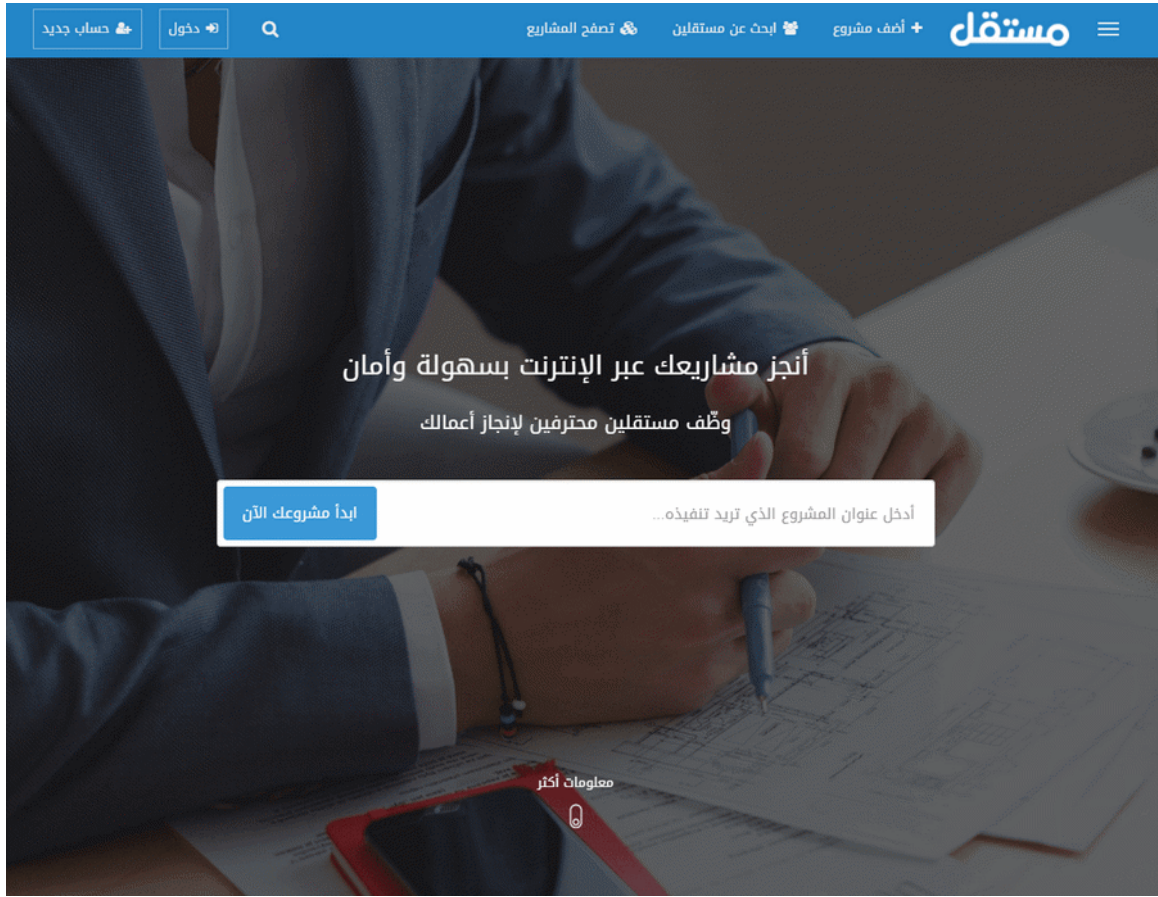 مستقل
أضف مشروع
ابحث عن مستقلين
تصفح المشاريع
دخول
حساب جديد
أنجز مشاريعك عبر الإنترنت بسهولة وأمان
وظّف مستقلين محترفين لإنجاز أعمالك
أدخل عنوان المشروع الذي تريد تنفيذه...
ابدأ مشروعك الآن
معلومات أكثر